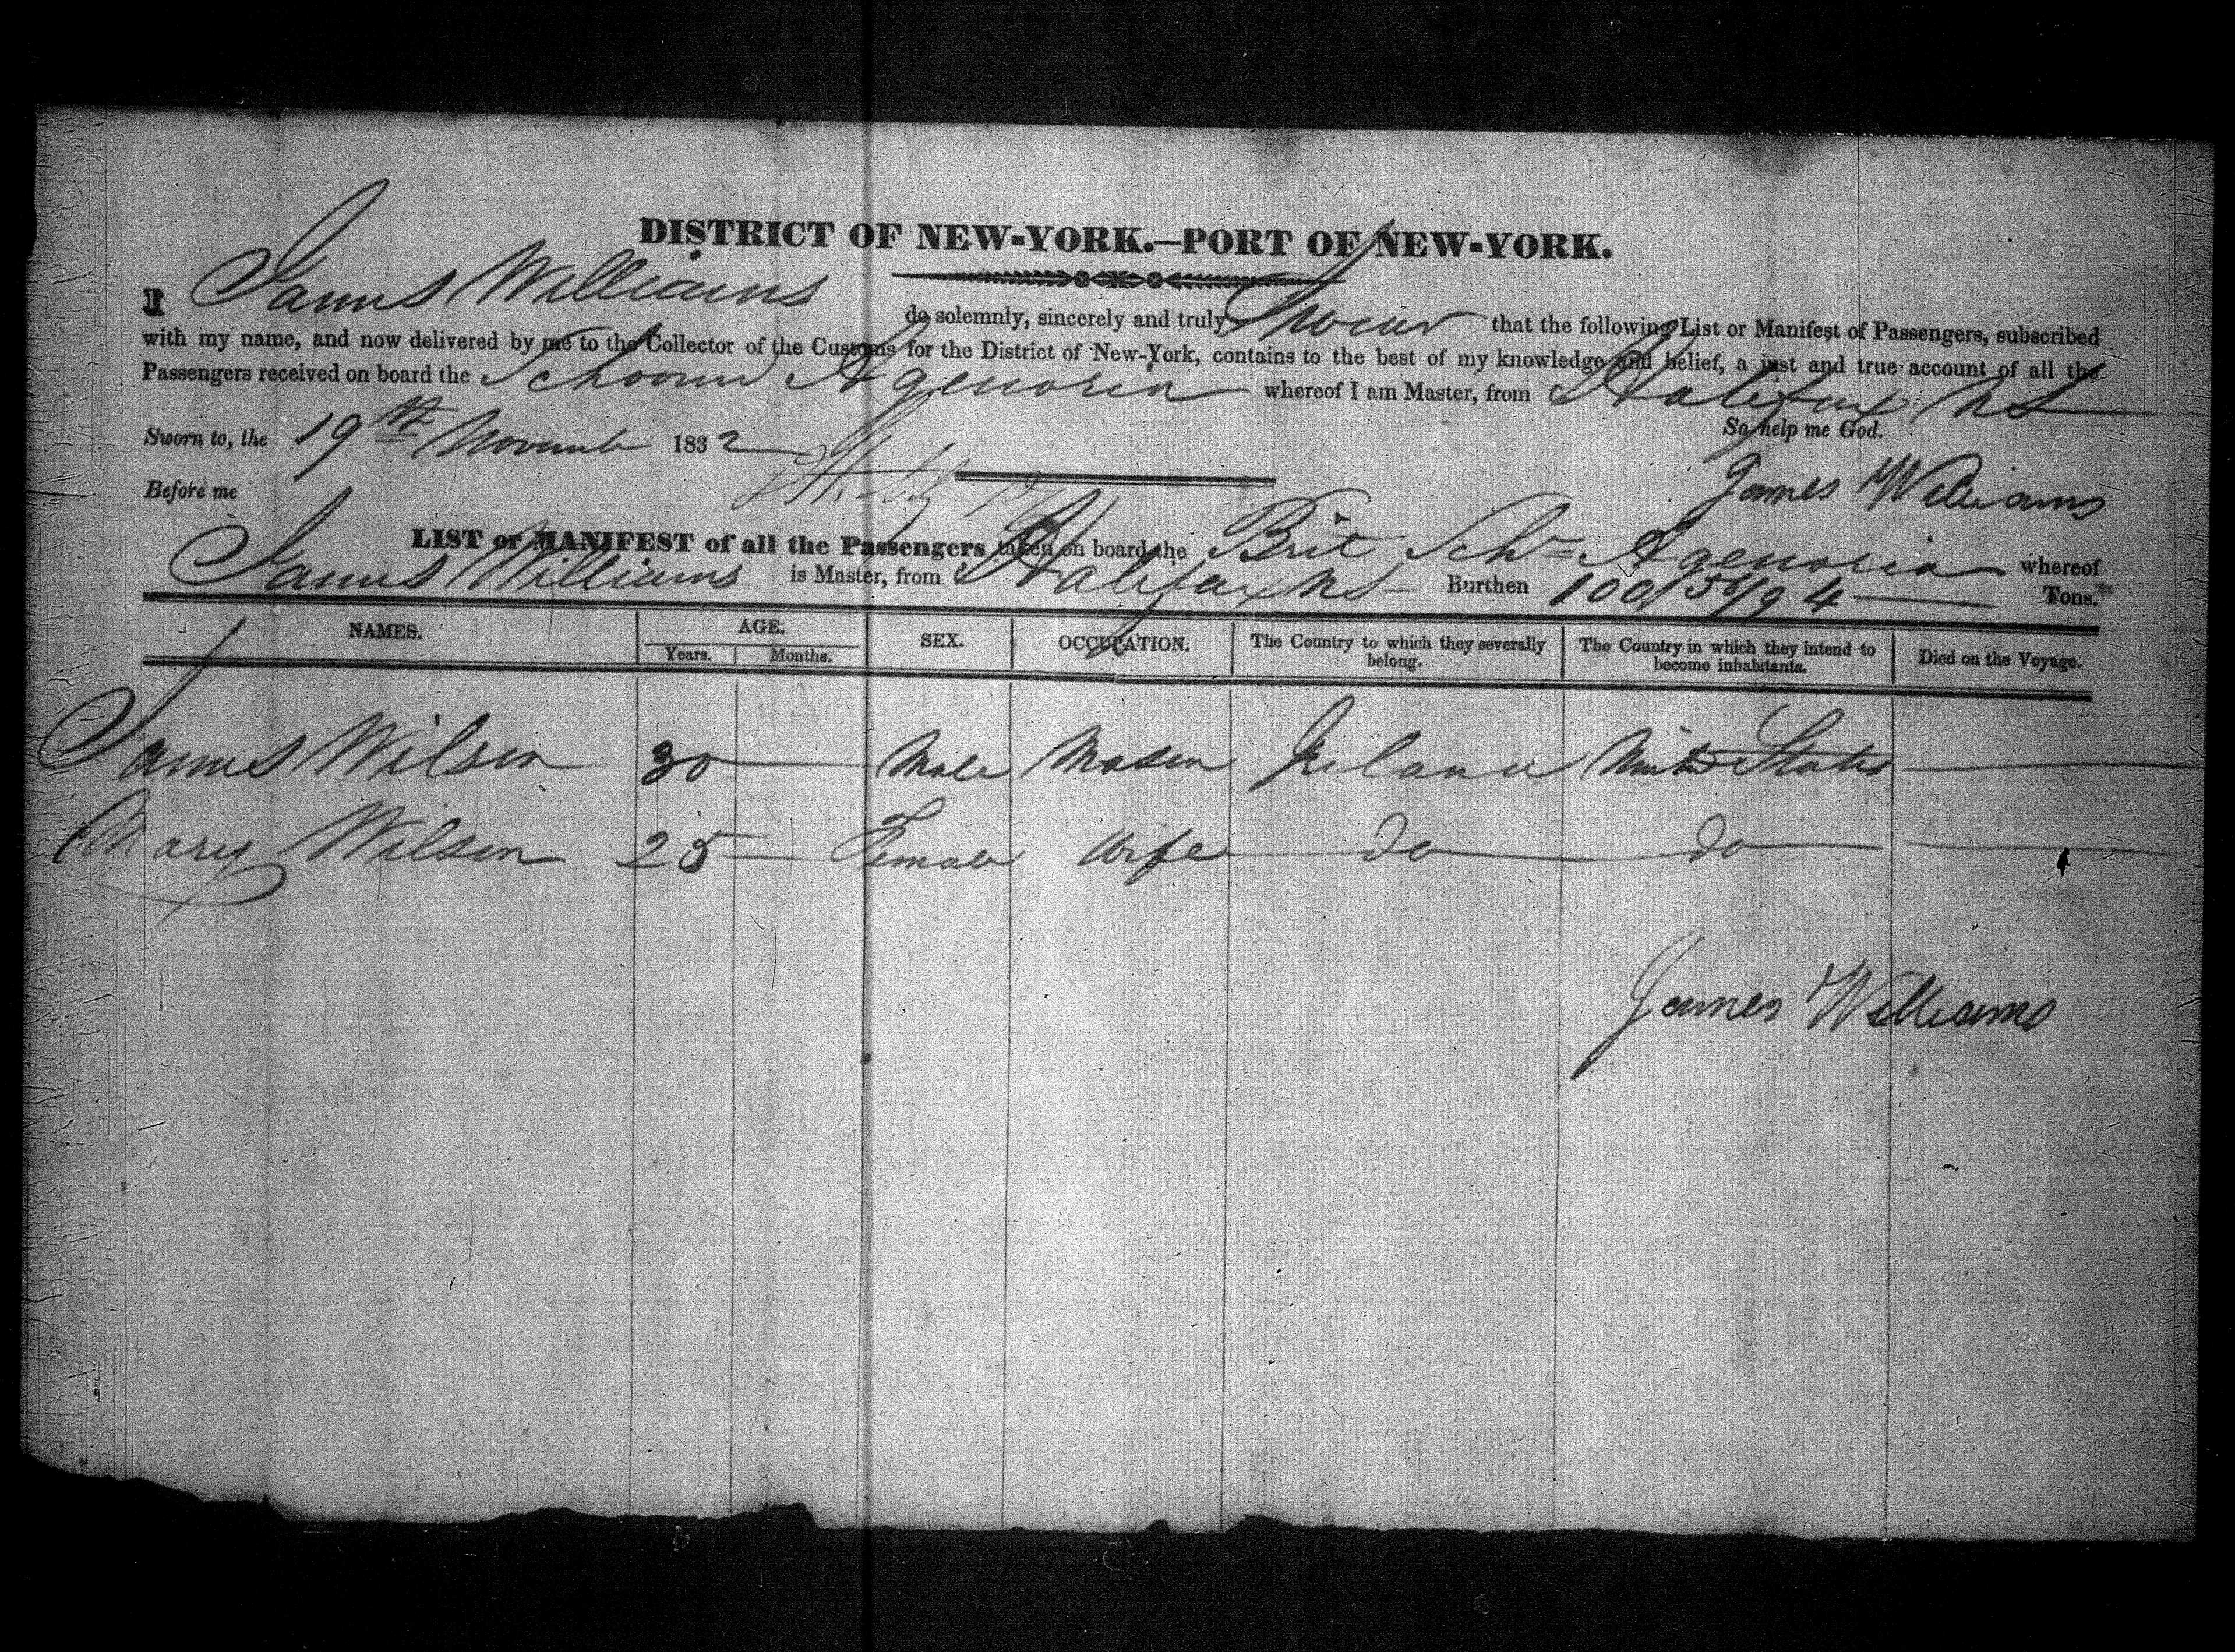 DISTRICT OF NEW-YORK.—PORT OF NEW-YORK.
I James Williams do solemnly, sincerely and truly Swear that the following List or Manifest of Passengers, subscribed
with my name, and now delivered by me to the Collector of the Customs for the District of New-York, contains to the best of my knowledge and belief, a just and true account of all the
Passengers received on board the Schooner Agenoria whereof I am Master, from Halifax NS
So help me God.
Sworn to, the 19th November 1832
James Williams
Before me
LIST or MANIFEST of all the Passengers taken on board the Brit Schr Agenoria whereof
James Williams is Master, from Halifax NS Burthen 100/56/94 Tons.
NAMES. AGE. SEX. OCCUPATION. The Country to which they severally belong. The Country in which they intend to become inhabitants. Died on the Voyage.
Years. Months.
James Wilson 30 Male Mason Ireland United States
Mary Wilson 25 Female Wife do do
James Williams